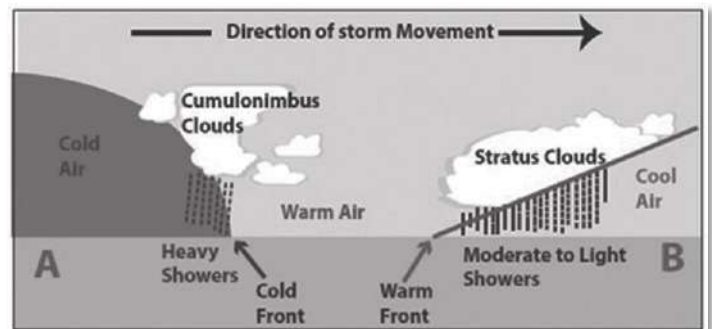 Direction of storm Movement
Cumulonimbus
Clouds
Cold
Air
Stratus Clouds
Cool
Air
Warm Air
A
Heavy
Showers
Cold
Front
Warm
Front
Moderate to Light
Showers
B